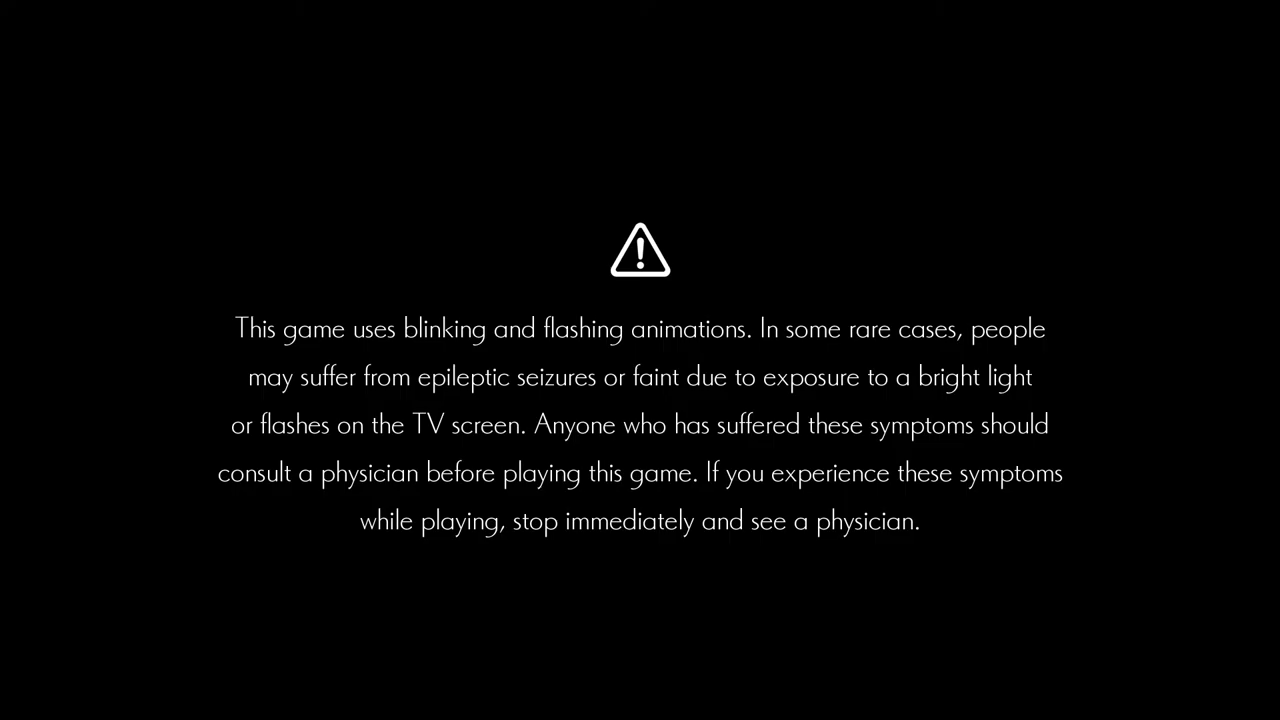 This game uses blinking and flashing animations. In some rare cases, people
may suffer from epileptic seizures or faint due to exposure to a bright light
or flashes on the TV screen. Anyone who has suffered these symptoms should
consult a physician before playing this game. If you experience these symptoms
while playing, stop immediately and see a physician.